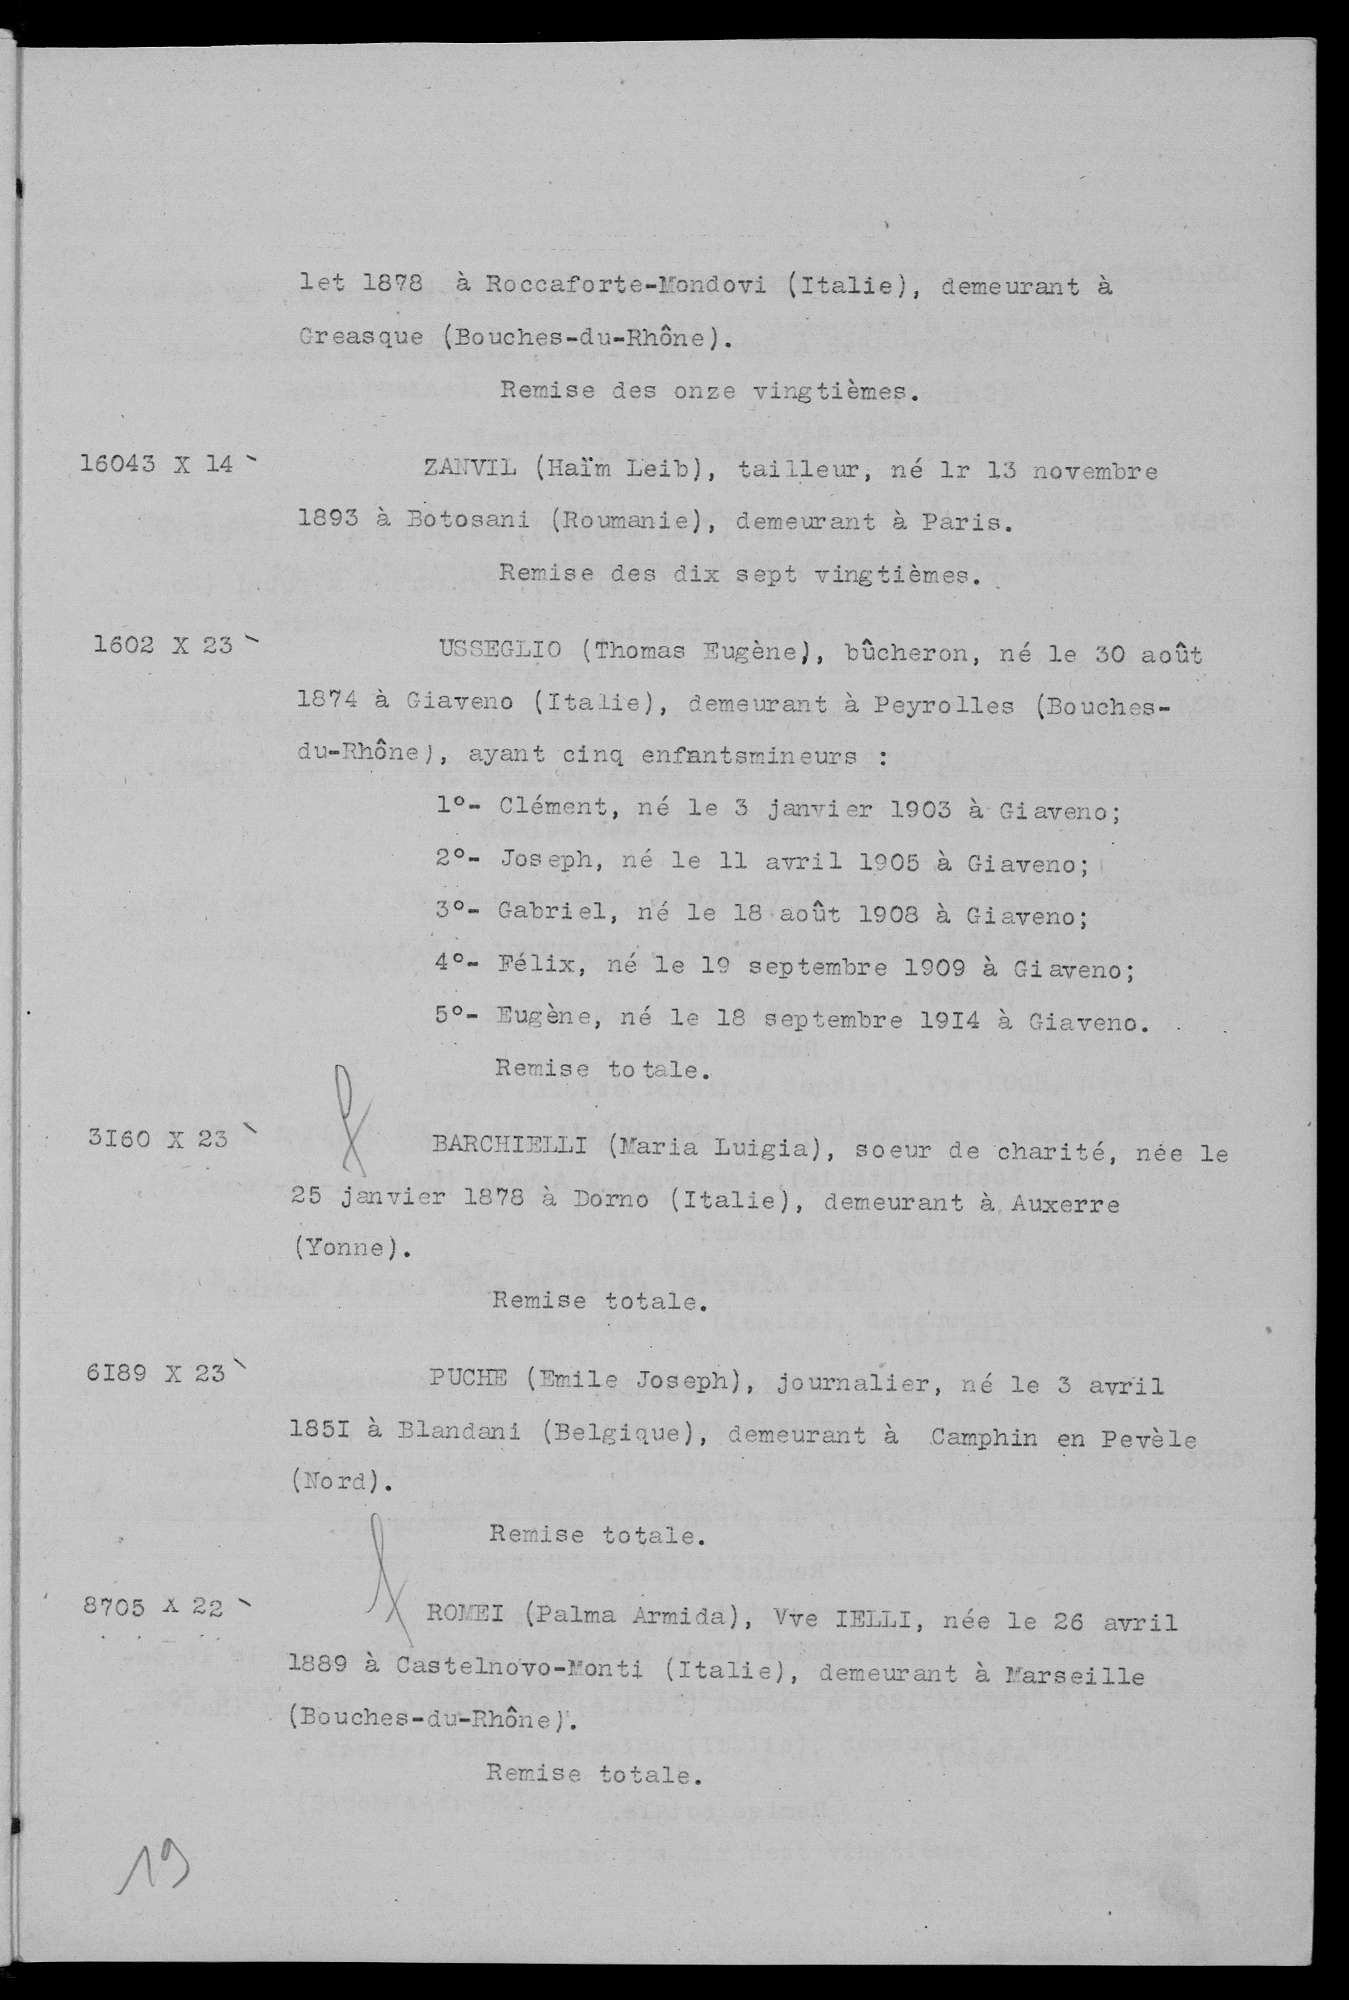 let 1878 à Roccaforte-Mondovi (Italie), demeurant à
Greasque (Bouches-du-Rhône).
Remise des onze vingtièmes.
16043 X 14 ZANVIL (Haïm Leib), tailleur, né lr 13 novembre
1893 à Botosani (Roumanie), demeurant à Paris.
Remise des dix sept vingtièmes.
1602 X 23 USSEGLIO (Thomas Eugène), bûcheron, né le 30 août
1874 à Giaveno (Italie), demeurant à Peyrolles (Bouches-
du-Rhône), ayant cinq enfantsmineurs :
1°- Clément, né le 3 janvier 1903 à Giaveno;
2°- Joseph, né le 11 avril 1905 à Giaveno;
3°- Gabriel, né le 18 août 1908 à Giaveno;
4°- Félix, né le 19 septembre 1909 à Giaveno;
5°- Eugène, né le 18 septembre 19I4 à Giaveno.
Remise totale.
3I60 X 23 BARCHIELLI (Maria Luigia), soeur de charité, née le
25 janvier 1878 à Dorno (Italie), demeurant à Auxerre
(Yonne).
Remise totale.
6I89 X 23 PUCHE (Emile Joseph), journalier, né le 3 avril
185I à Blandani (Belgique), demeurant à Camphin en Pevèle
(Nord).
Remise totale.
8705 X 22 ROMEI (Palma Armida), Vve IELLI, née le 26 avril
1889 à Castelnovo-Monti (Italie), demeurant à Marseille
(Bouches-du-Rhône).
Remise totale.
19